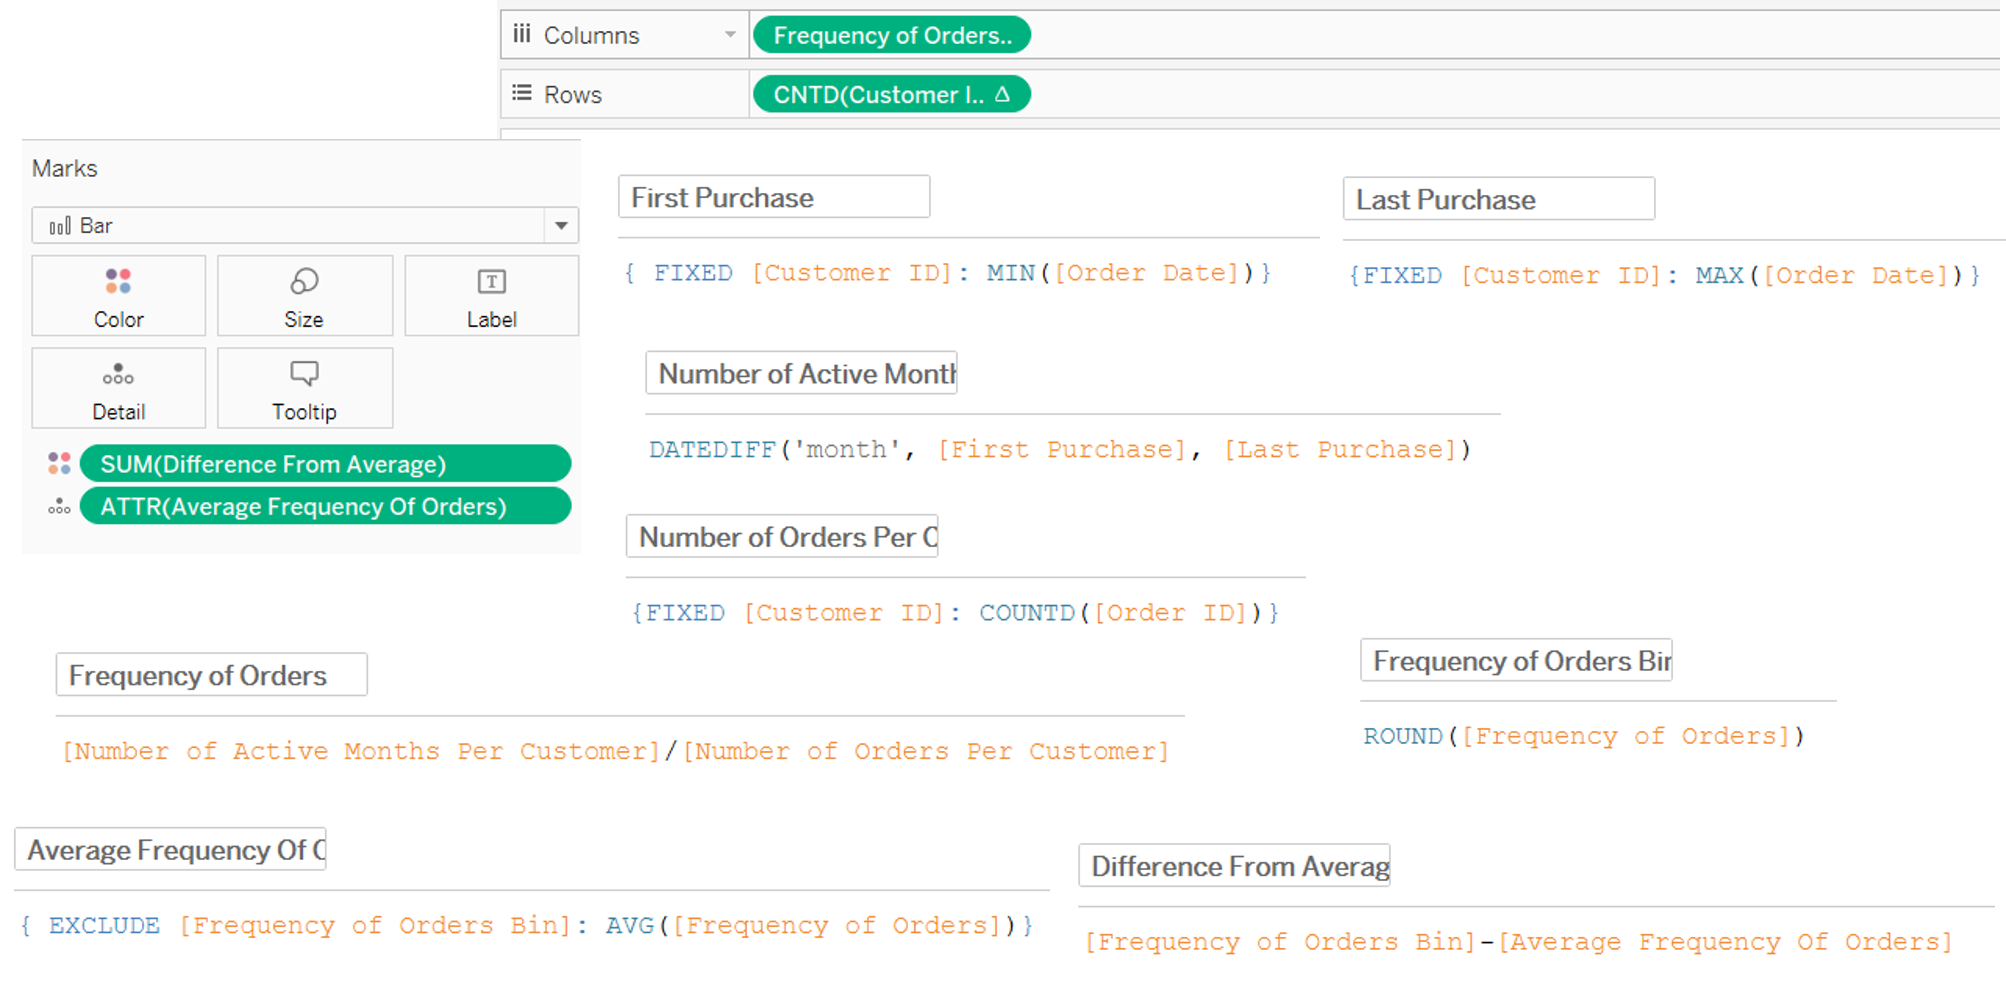 Columns
Frequency of Orders..
Rows
CNTD(Customer I.. Δ
Marks
Bar
Color
Size
Label
Detail
Tooltip
SUM(Difference From Average)
ATTR(Average Frequency Of Orders)
First Purchase
{ FIXED [Customer ID]: MIN([Order Date])}
Last Purchase
{FIXED [Customer ID]: MAX([Order Date])}
Number of Active Month
DATEDIFF('month', [First Purchase], [Last Purchase])
Number of Orders Per C
{FIXED [Customer ID]: COUNTD([Order ID])}
Frequency of Orders
[Number of Active Months Per Customer]/[Number of Orders Per Customer]
Frequency of Orders Bin
ROUND([Frequency of Orders])
Average Frequency Of O
{ EXCLUDE [Frequency of Orders Bin]: AVG([Frequency of Orders])}
Difference From Averag
[Frequency of Orders Bin]-[Average Frequency Of Orders]